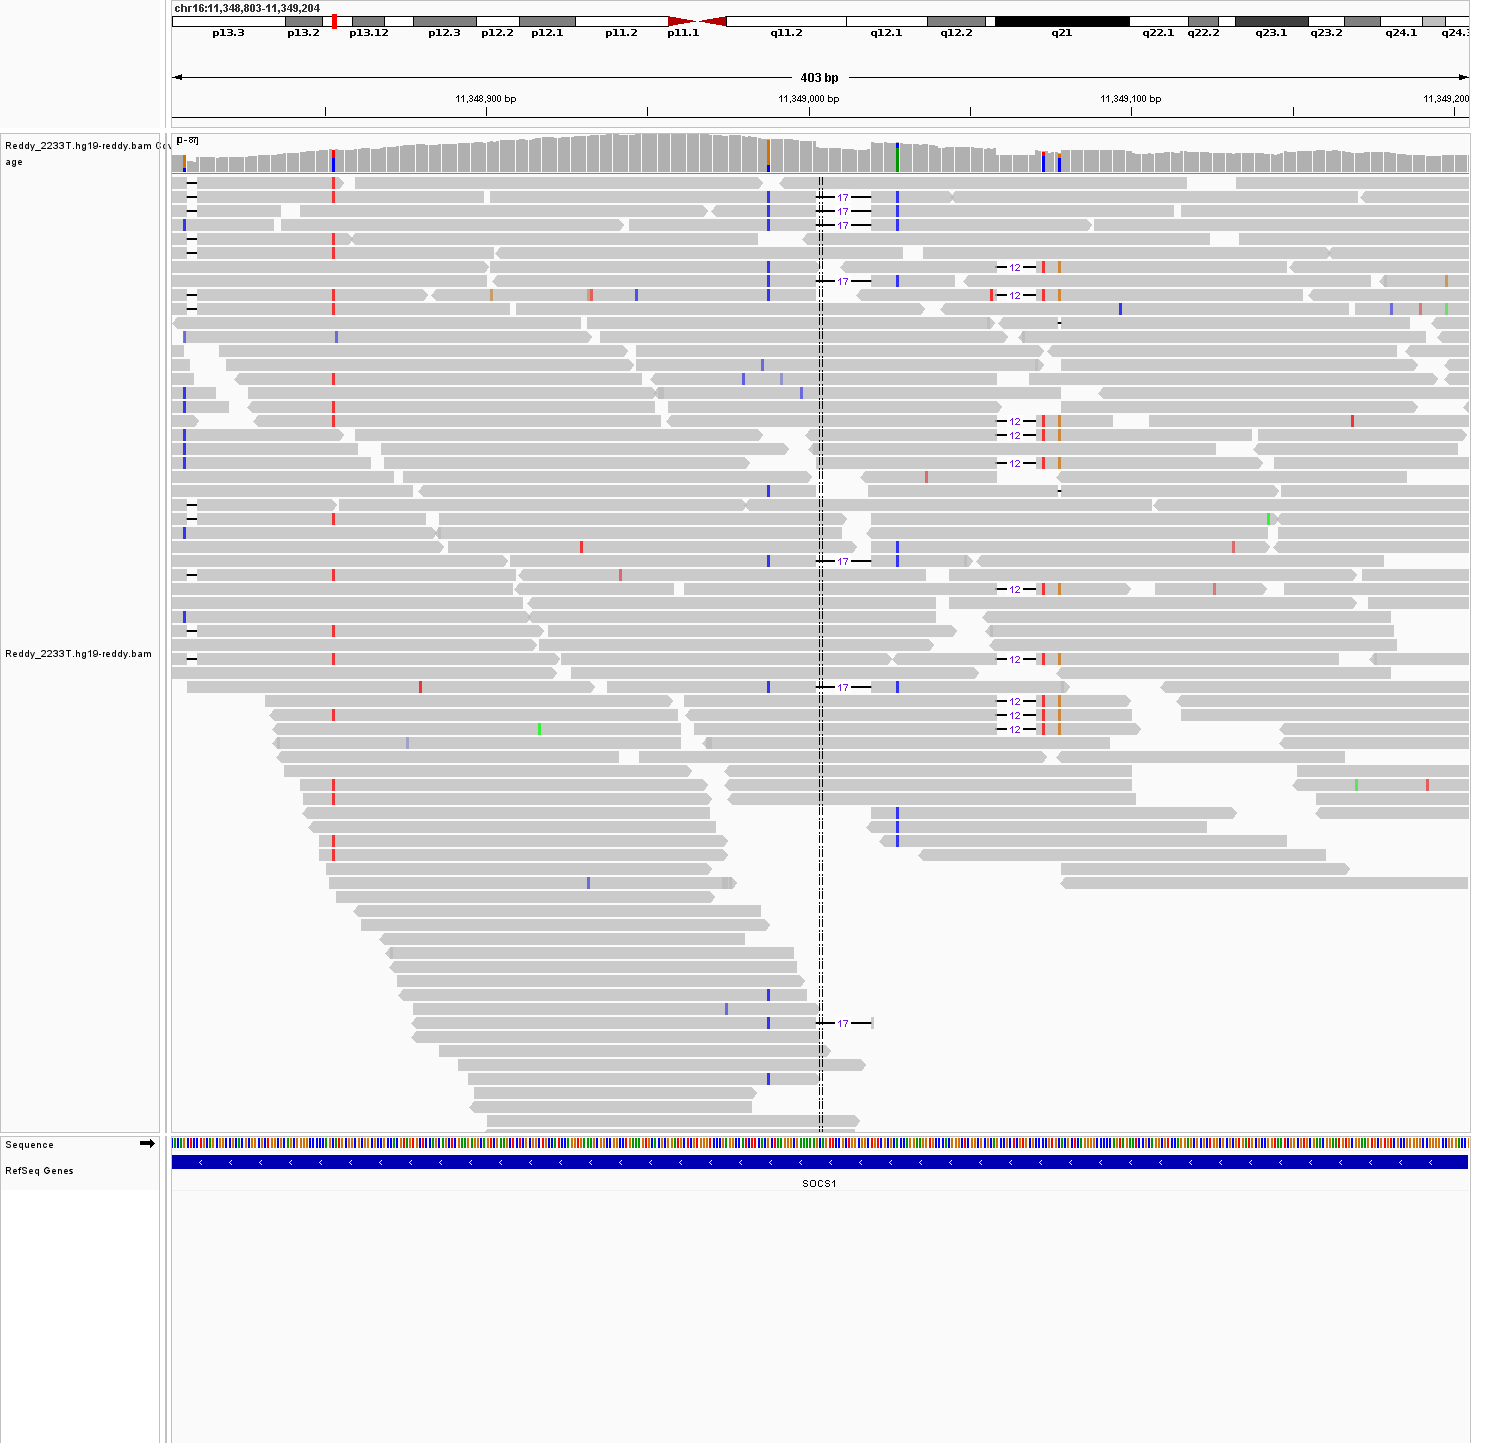 chr16:11,348,803-11,349,204
p13.3 p13.2 p13.12 p12.3 p12.2 p12.1 p11.2 p11.1 q11.2 q12.1 q12.2 q21 q22.1 q22.2 q23.1 q23.2 q24.1 q24.3
403 bp
11,348,900 bp 11,349,000 bp 11,349,100 bp 11,349,200
Reddy_2233T.hg19-reddy.bam Cov
age
[0 - 87]
17
17
17
12
17
12
12
12
12
17
12
12
17
12
12
12
17
Reddy_2233T.hg19-reddy.bam
Sequence
RefSeq Genes
SOCS1